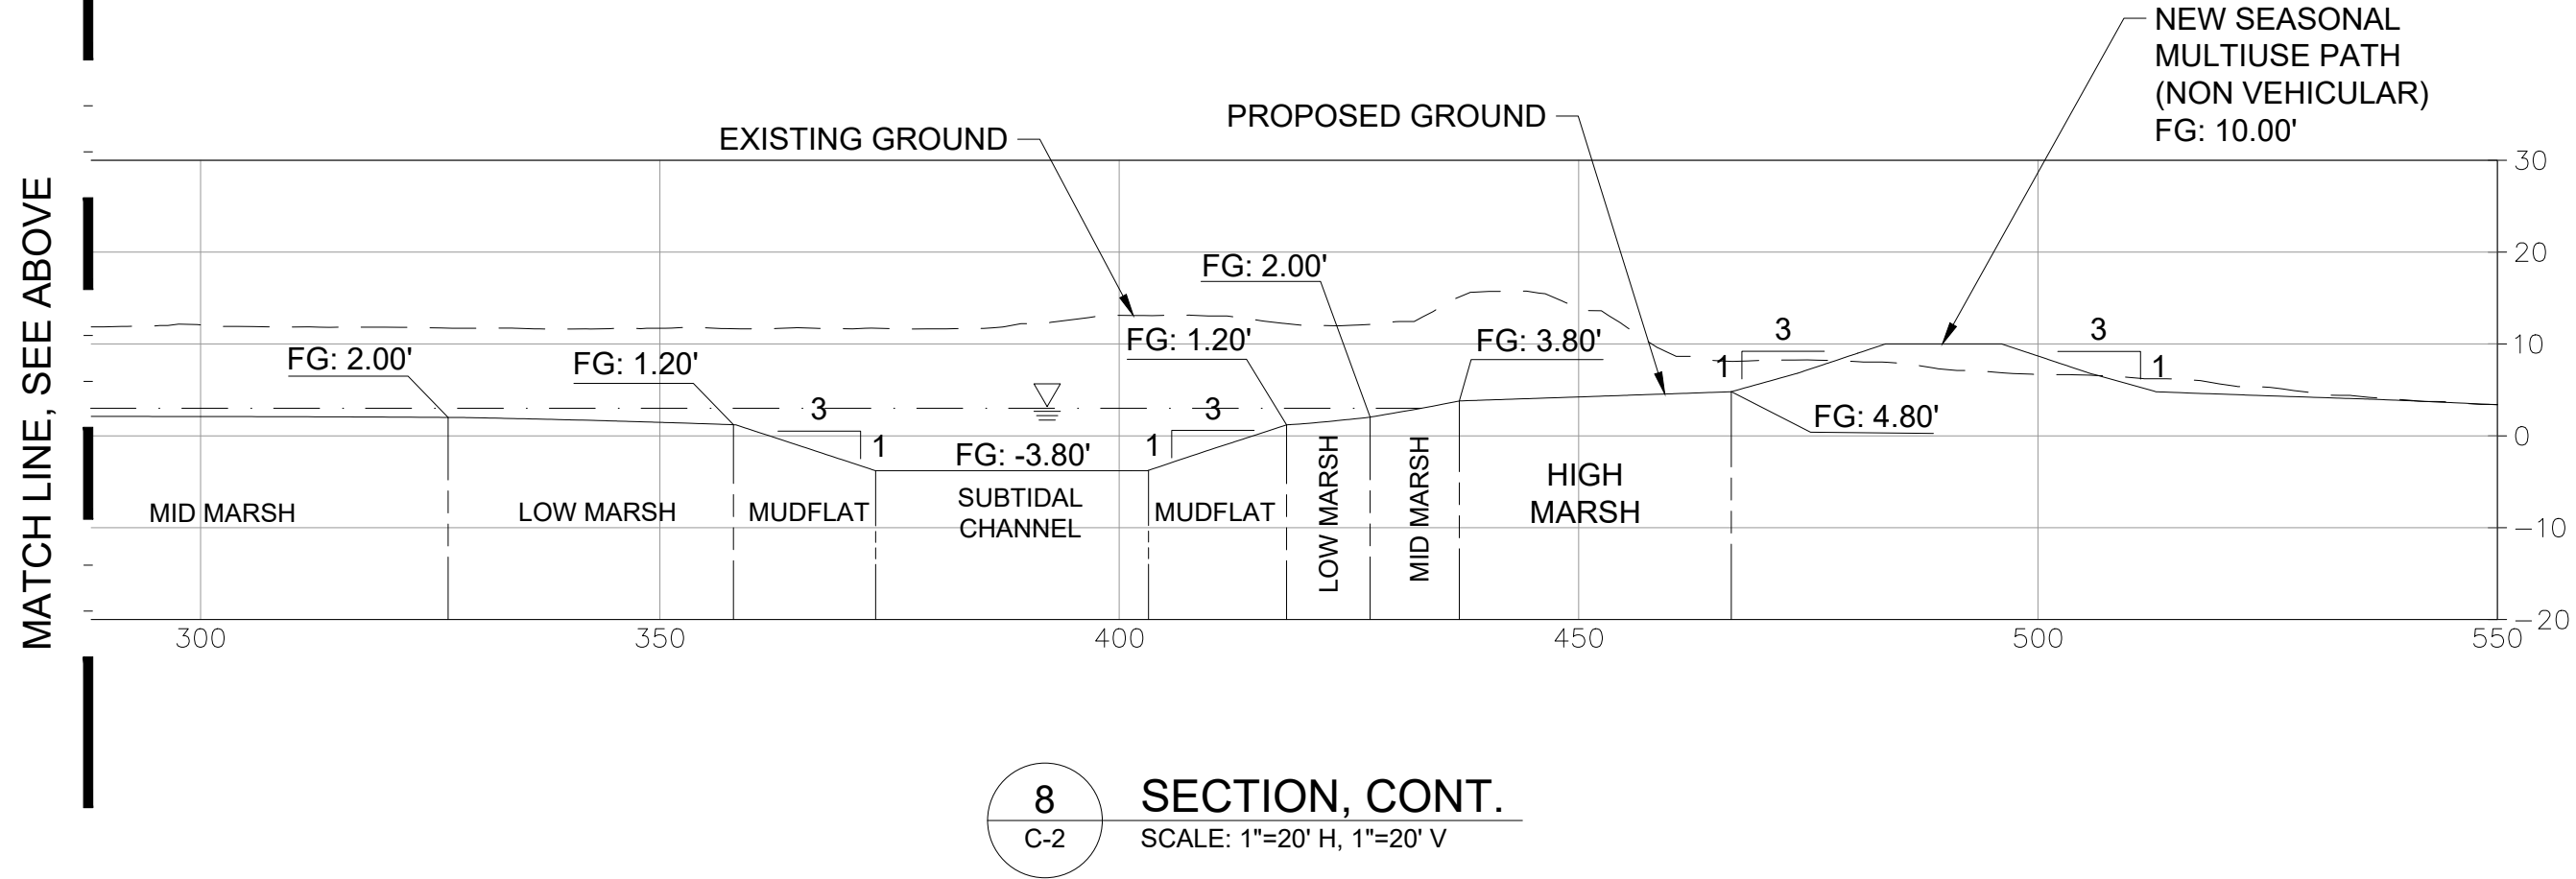 NEW SEASONAL
MULTIUSE PATH
(NON VEHICULAR)
FG: 10.00'
PROPOSED GROUND
EXISTING GROUND
MATCH LINE, SEE ABOVE
30
20
10
0
-10
-20
FG: 2.00'
FG: 1.20'
FG: 3.80'
FG: 2.00'
FG: 1.20'
FG: 4.80'
FG: -3.80'
3
1
3
1
3
1
3
1
MID MARSH
LOW MARSH
MUDFLAT
SUBTIDAL
CHANNEL
MUDFLAT
LOW MARSH
MID MARSH
HIGH
MARSH
300
350
400
450
500
550
8
C-2
SECTION, CONT.
SCALE: 1"=20' H, 1"=20' V